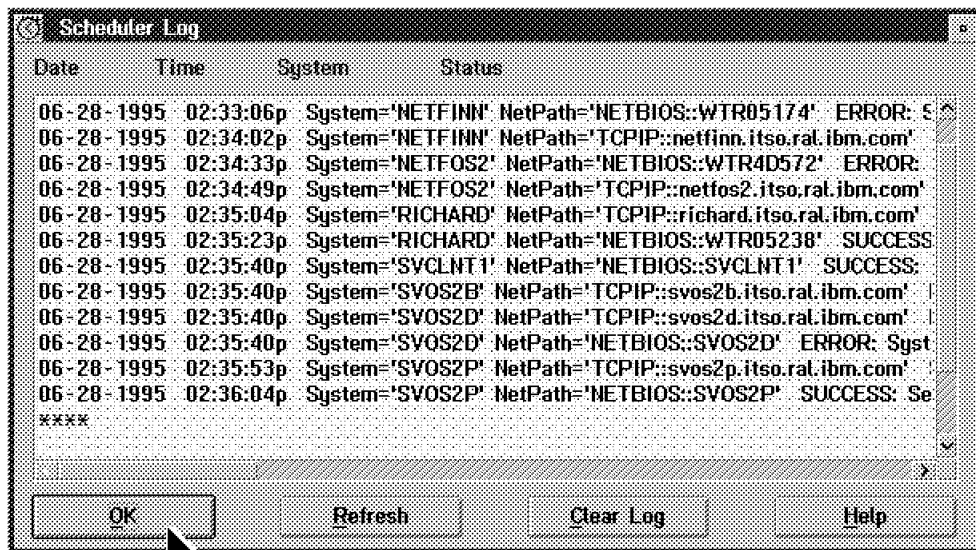 Scheduler Log
Date Time System Status
06-28-1995 02:33:06p System='NETFINN' NetPath='NETBIOS::WTR05174' ERROR: S
06-28-1995 02:34:02p System='NETFINN' NetPath='TCPIP::netfinn.itso.ral.ibm.com'
06-28-1995 02:34:33p System='NETFOS2' NetPath='NETBIOS::WTR4D572' ERROR:
06-28-1995 02:34:49p System='NETFOS2' NetPath='TCPIP::netfos2.itso.ral.ibm.com'
06-28-1995 02:35:04p System='RICHARD' NetPath='TCPIP::richard.itso.ral.ibm.com'
06-28-1995 02:35:23p System='RICHARD' NetPath='NETBIOS::WTR05238' SUCCESS
06-28-1995 02:35:40p System='SVCLNT1' NetPath='NETBIOS::SVCLNT1' SUCCESS:
06-28-1995 02:35:40p System='SVOS2B' NetPath='TCPIP::svos2b.itso.ral.ibm.com'
06-28-1995 02:35:40p System='SVOS2D' NetPath='TCPIP::svos2d.itso.ral.ibm.com'
06-28-1995 02:35:40p System='SVOS2D' NetPath='NETBIOS::SVOS2D' ERROR: Syst
06-28-1995 02:35:53p System='SVOS2P' NetPath='TCPIP::svos2p.itso.ral.ibm.com'
06-28-1995 02:36:04p System='SVOS2P' NetPath='NETBIOS::SVOS2P' SUCCESS: Se
****
OK Refresh Clear Log Help